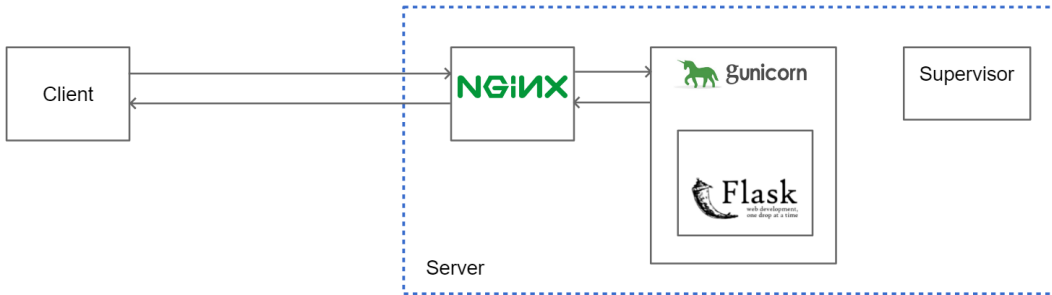 Client
NGiNX
gunicorn
Supervisor
Flask
web development,
one drop at a time
Server